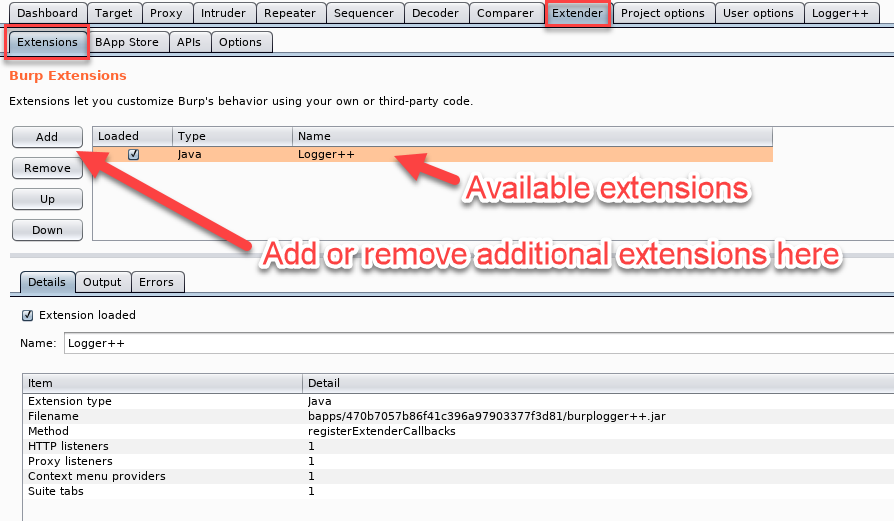 Dashboard Target Proxy Intruder Repeater Sequencer Decoder Comparer Extender Project options User options Logger++
Extensions BApp Store APIs Options
Burp Extensions
Extensions let you customize Burp's behavior using your own or third-party code.
Add
Loaded Type Name
Java Logger++
Remove
Available extensions
Up
Down
Add or remove additional extensions here
Details Output Errors
Extension loaded
Name: Logger++
Item Detail
Extension type Java
Filename bapps/470b7057b86f41c396a97903377f3d81/burplogger++.jar
Method registerExtenderCallbacks
HTTP listeners 1
Proxy listeners 1
Context menu providers 1
Suite tabs 1